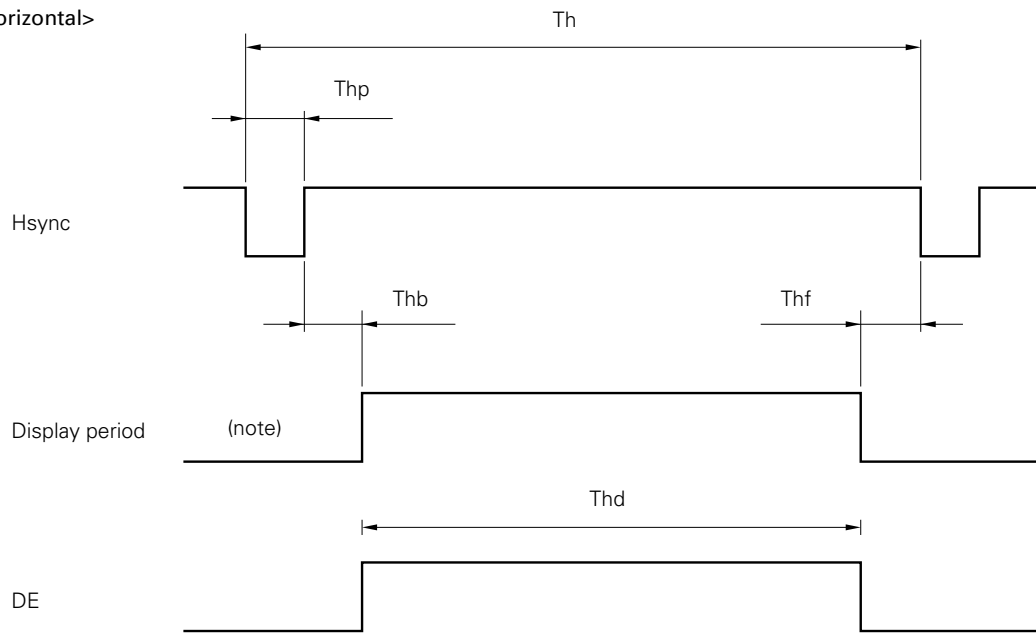 orizontal>
Th
Thp
Hsync
Thb
Thf
Display period
(note)
Thd
DE